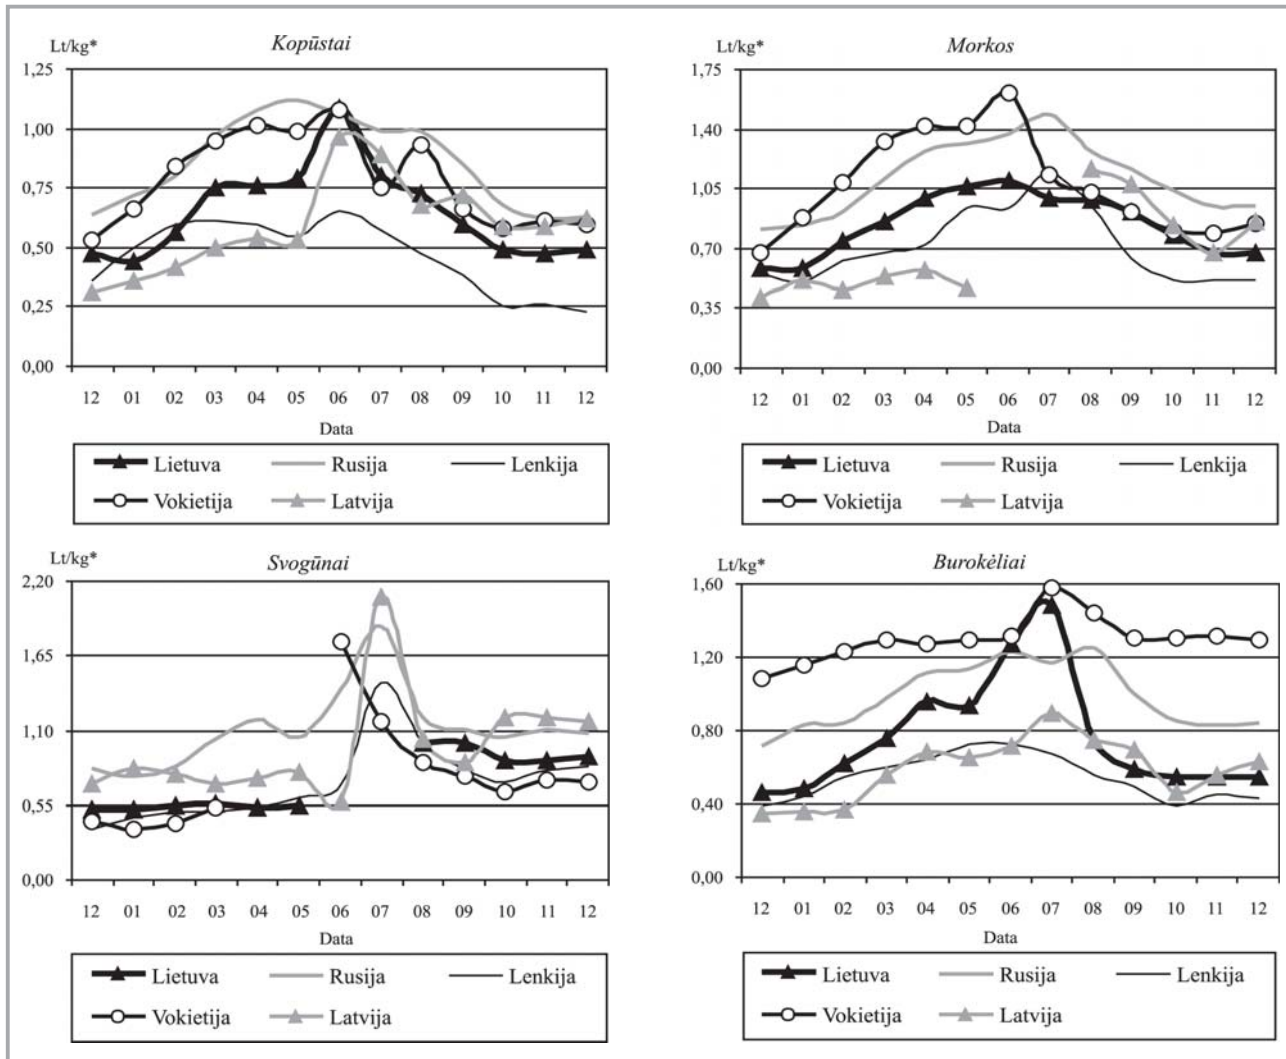 Lt/kg*
Kopūstai
1,25
1,00
0,75
0,50
0,25
0,00
12 01 02 03 04 05 06 07 08 09 10 11 12
Data
Lietuva Rusija Lenkija
Vokietija Latvija
Lt/kg*
Morkos
1,75
1,40
1,05
0,70
0,35
0,00
12 01 02 03 04 05 06 07 08 09 10 11 12
Data
Lietuva Rusija Lenkija
Vokietija Latvija
Lt/kg*
Svogūnai
2,20
1,65
1,10
0,55
0,00
12 01 02 03 04 05 06 07 08 09 10 11 12
Data
Lietuva Rusija Lenkija
Vokietija Latvija
Lt/kg*
Burokėliai
1,60
1,20
0,80
0,40
0,00
12 01 02 03 04 05 06 07 08 09 10 11 12
Data
Lietuva Rusija Lenkija
Vokietija Latvija